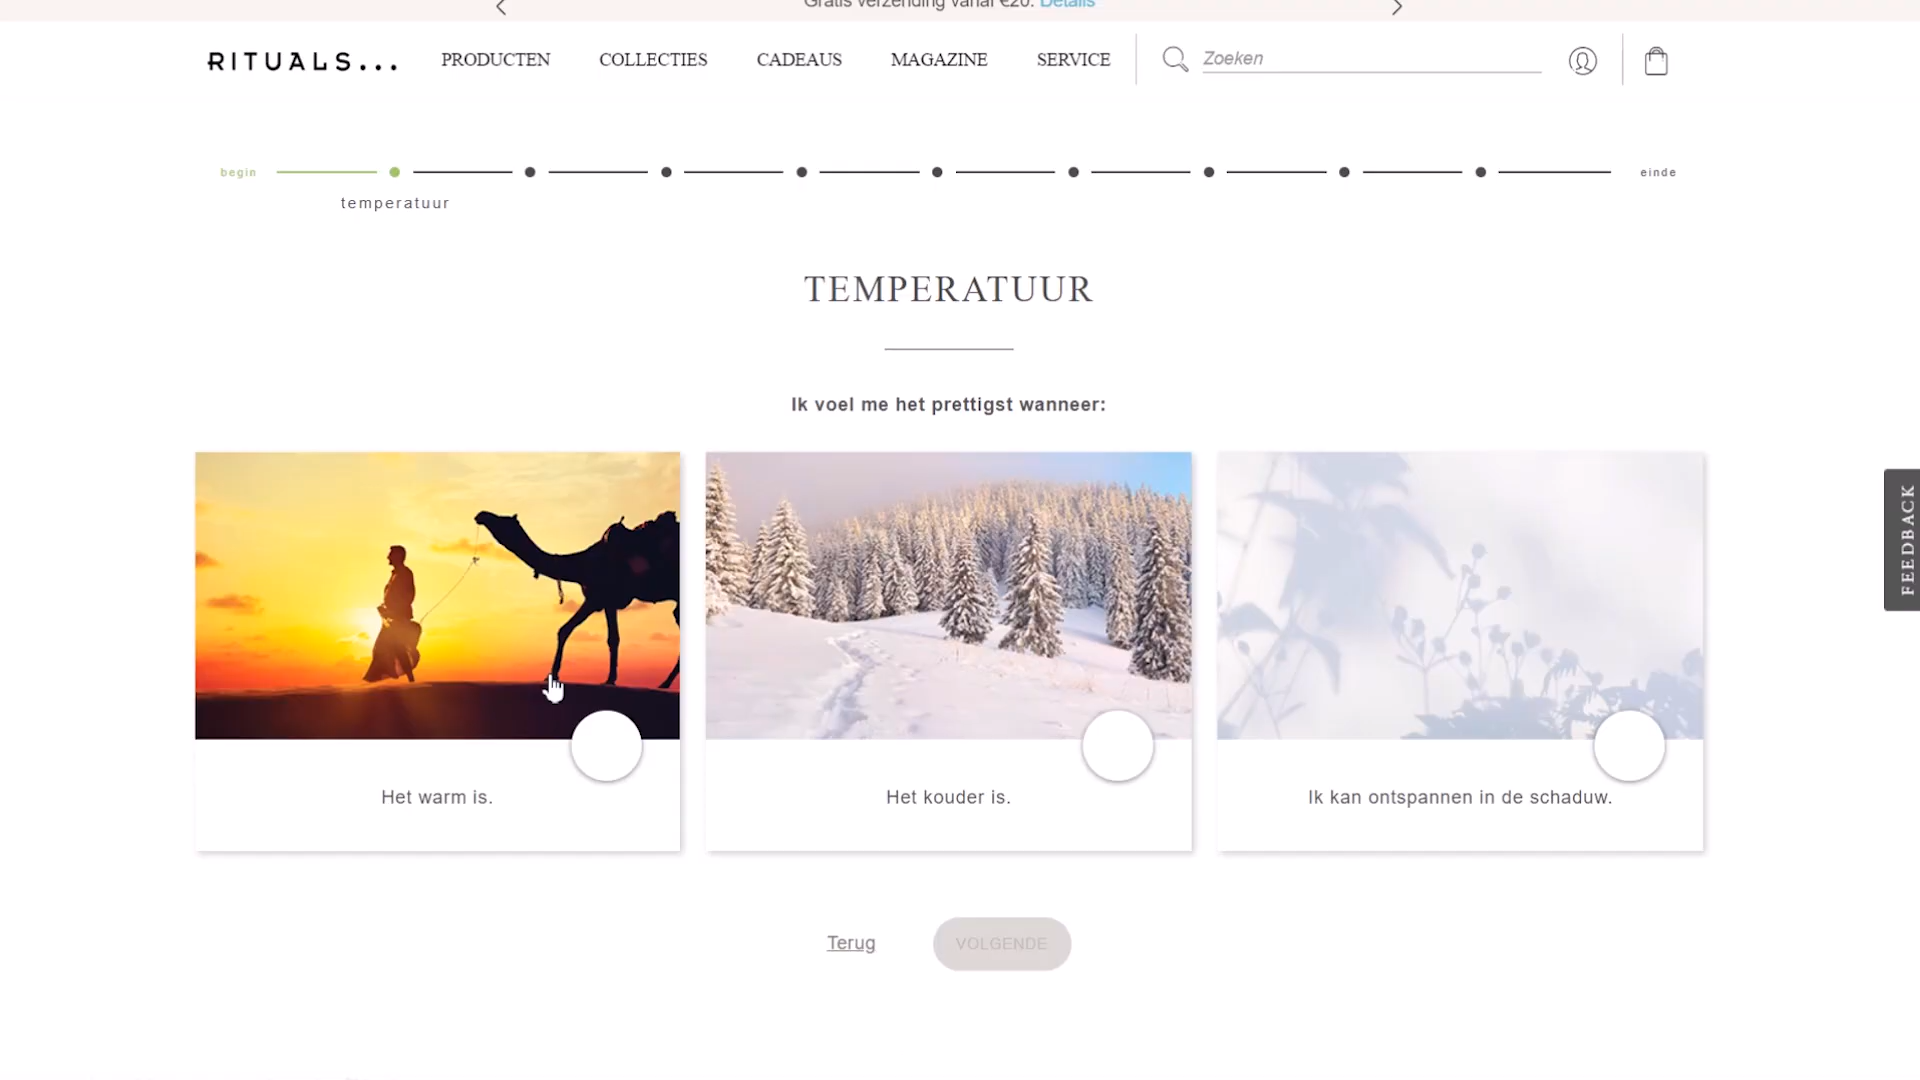 Gratis verzending vanaf €20. Details
RITUALS...
PRODUCTEN
COLLECTIES
CADEAUS
MAGAZINE
SERVICE
Zoeken
begin
einde
temperatuur
TEMPERATUUR
Ik voel me het prettigst wanneer:
Het warm is.
Het kouder is.
Ik kan ontspannen in de schaduw.
Terug
VOLGENDE
FEEDBACK